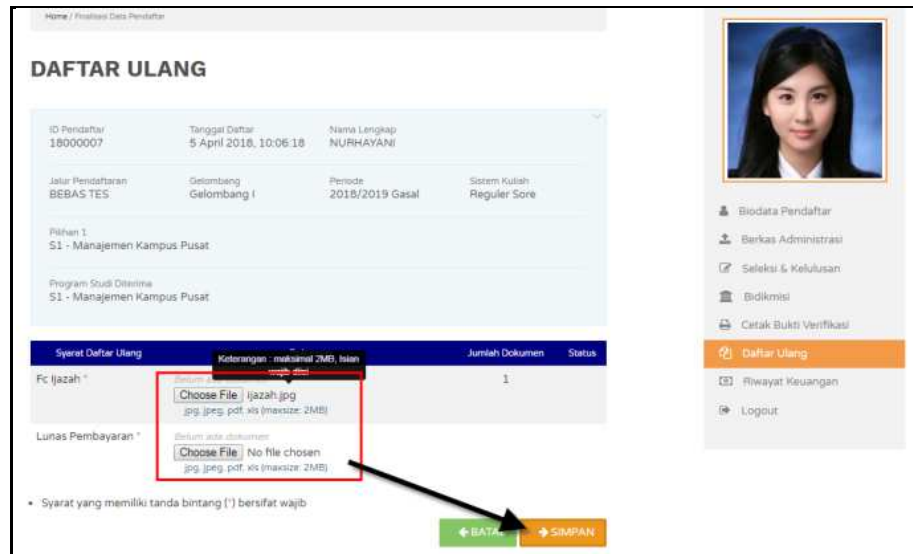 Home / Finalisasi Data Pendaftar
DAFTAR ULANG
ID Pendaftar Tanggal Daftar Nama Lengkap
18000007 5 April 2018, 10:06:18 NURHAYANI
Jalur Pendaftaran Gelombang Periode Sistem Kuliah
BEBAS TES Gelombang I 2018/2019 Gasal Reguler Sore
Pilihan 1
S1 - Manajemen Kampus Pusat
Program Studi Diterima
S1 - Manajemen Kampus Pusat
Syarat Daftar Ulang Jumlah Dokumen Status
Keterangan : maksimal 2MB, Isian
wajib diisi
Fc Ijazah * Belum ada dokumen 1
Choose File Ijazah.jpg
jpg, jpeg, pdf, xls (maxsize: 2MB)
Lunas Pembayaran * Belum ada dokumen
Choose File No file chosen
jpg, jpeg, pdf, xls (maxsize: 2MB)
• Syarat yang memiliki tanda bintang (*) bersifat wajib
SIMPAN
Biodata Pendaftar
Berkas Administrasi
Seleksi & Kelulusan
Bidikmisi
Cetak Bukti Verifikasi
Daftar Ulang
Riwayat Keuangan
Logout